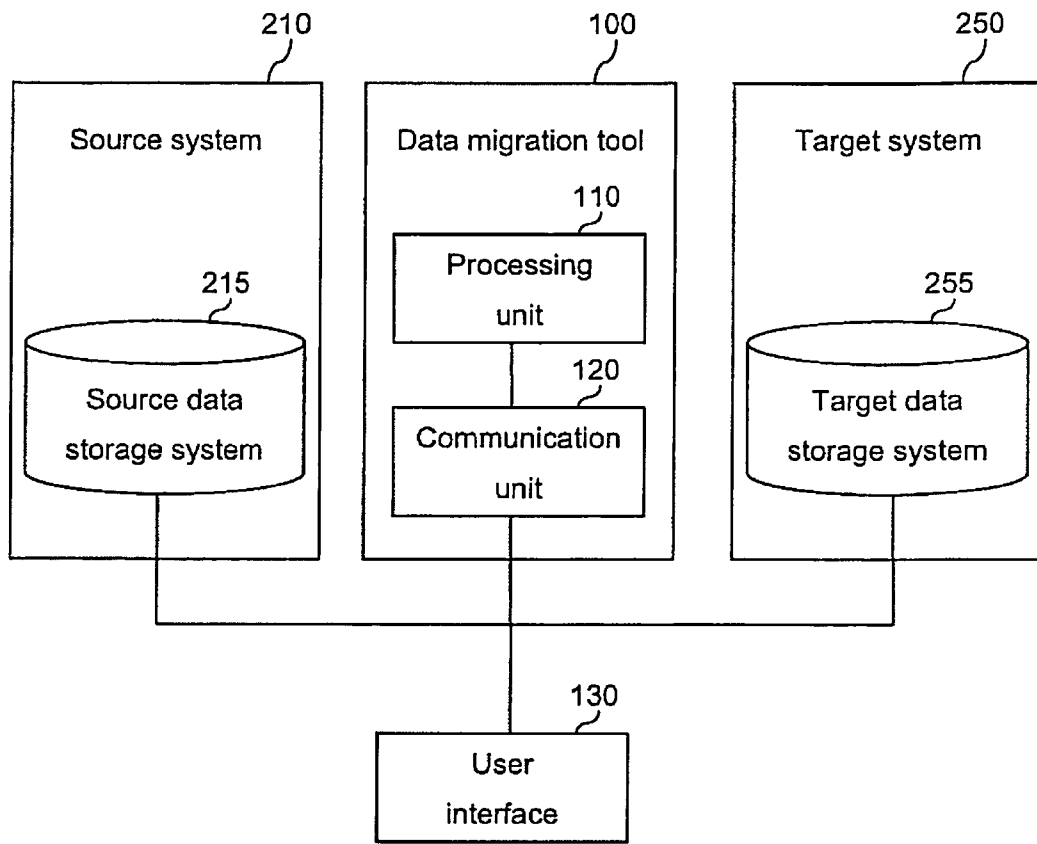 210
100
250
Source system
Data migration tool
Target system
110
Processing
unit
215
255
120
Source data
storage system
Communication
unit
Target data
storage system
130
User
interface